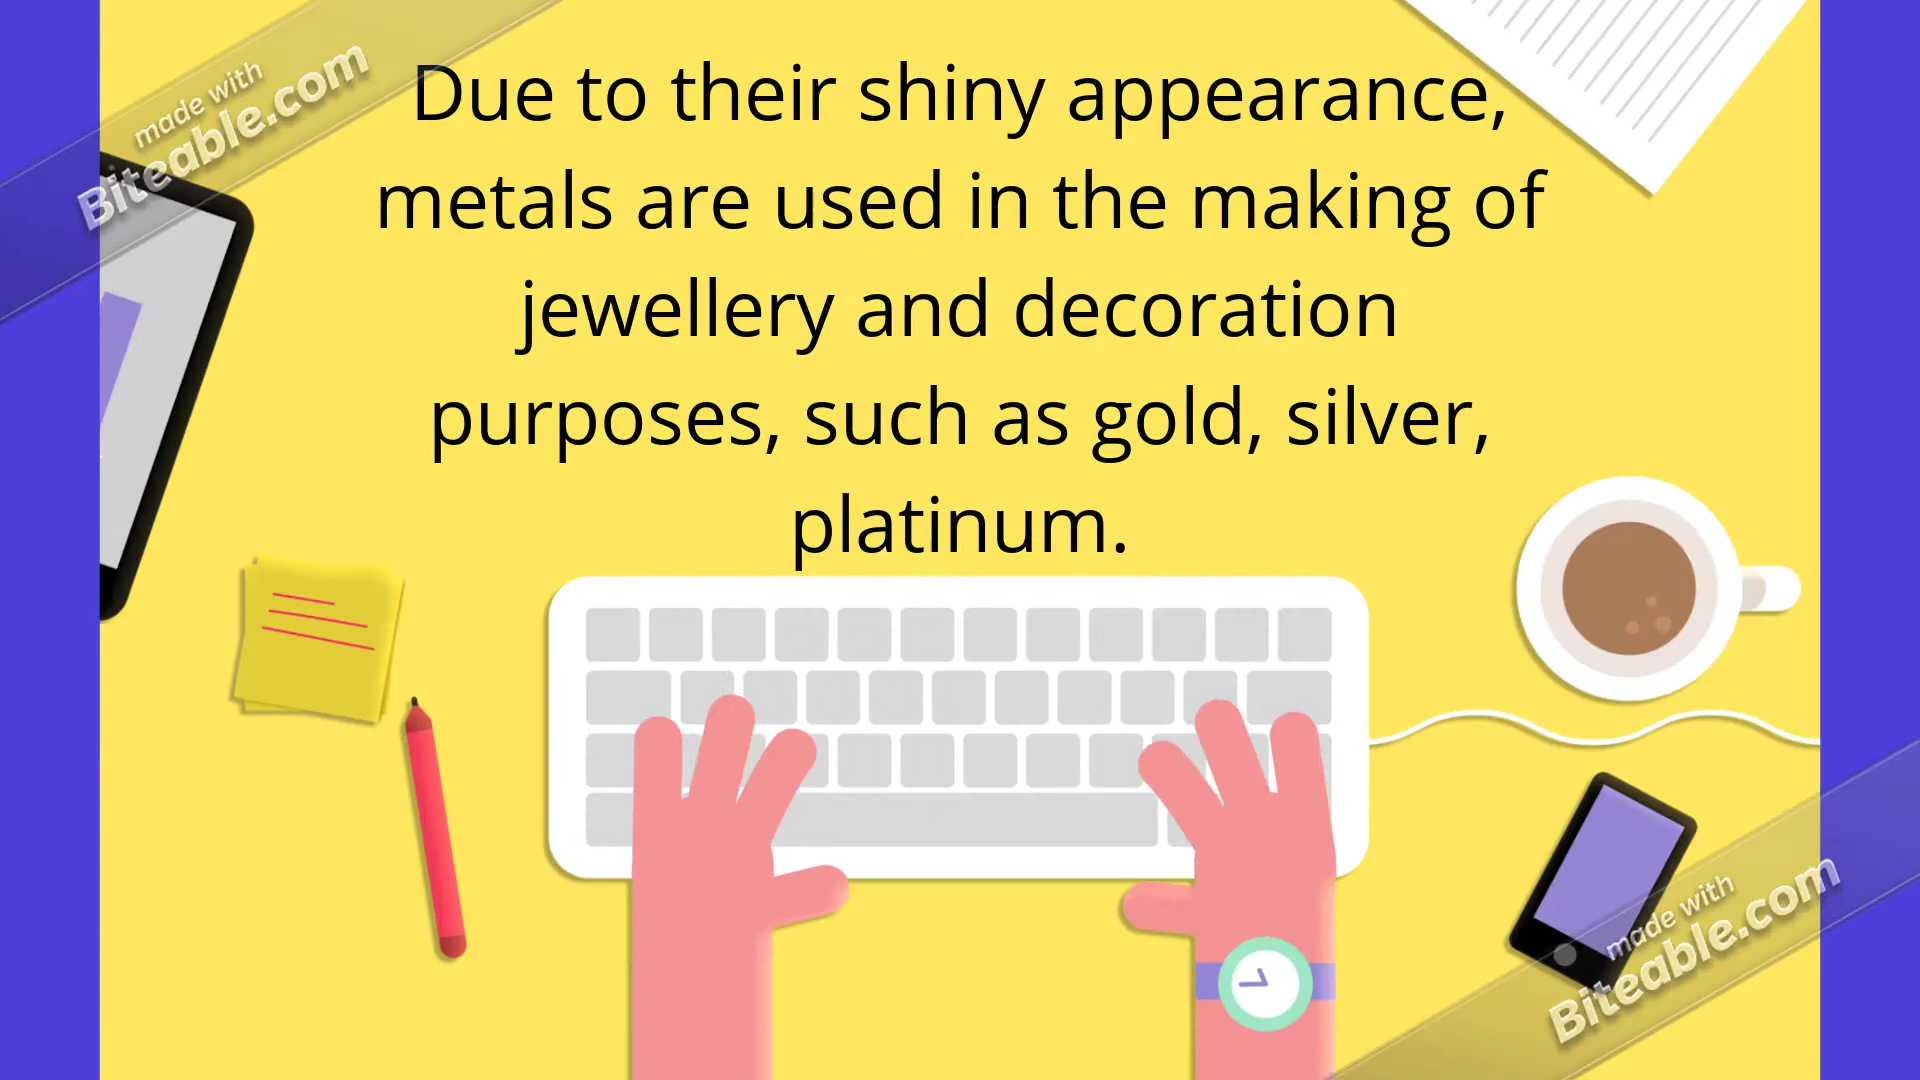 made with
Biteable.com
Due to their shiny appearance,
metals are used in the making of
jewellery and decoration
purposes, such as gold, silver,
platinum.
made with
Biteable.com